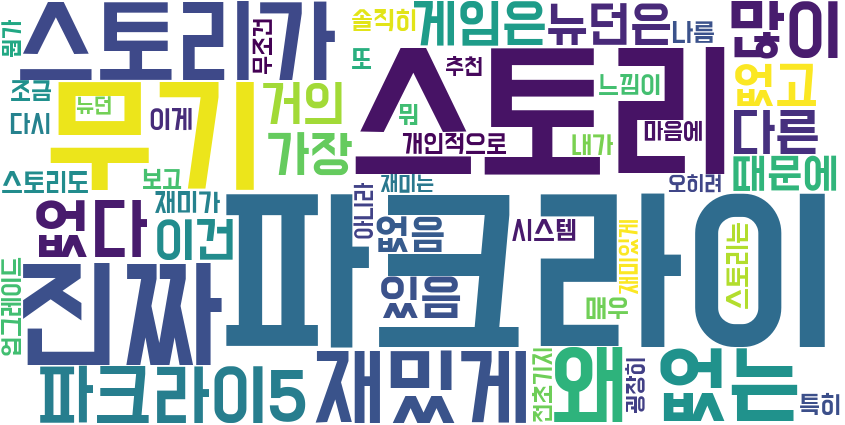 뭔가
스토리가
무조건
솔직히
게임은
뉴던은
나름
많이
또
추천
조금
뉴던
다시
이게
무기
거의
뭐
스토리
느낌이
없고
개인적으로
내가
마음에
다른
가장
때문에
스토리도
보고
재미가
아니라
재미는
오히려
없다
이건
없음
시스템
재미있게
스토리는
업그레이드
진짜
파크라이
있음
매우
파크라이5
재밌게
전초기지
왜
굉장히
없는
특히